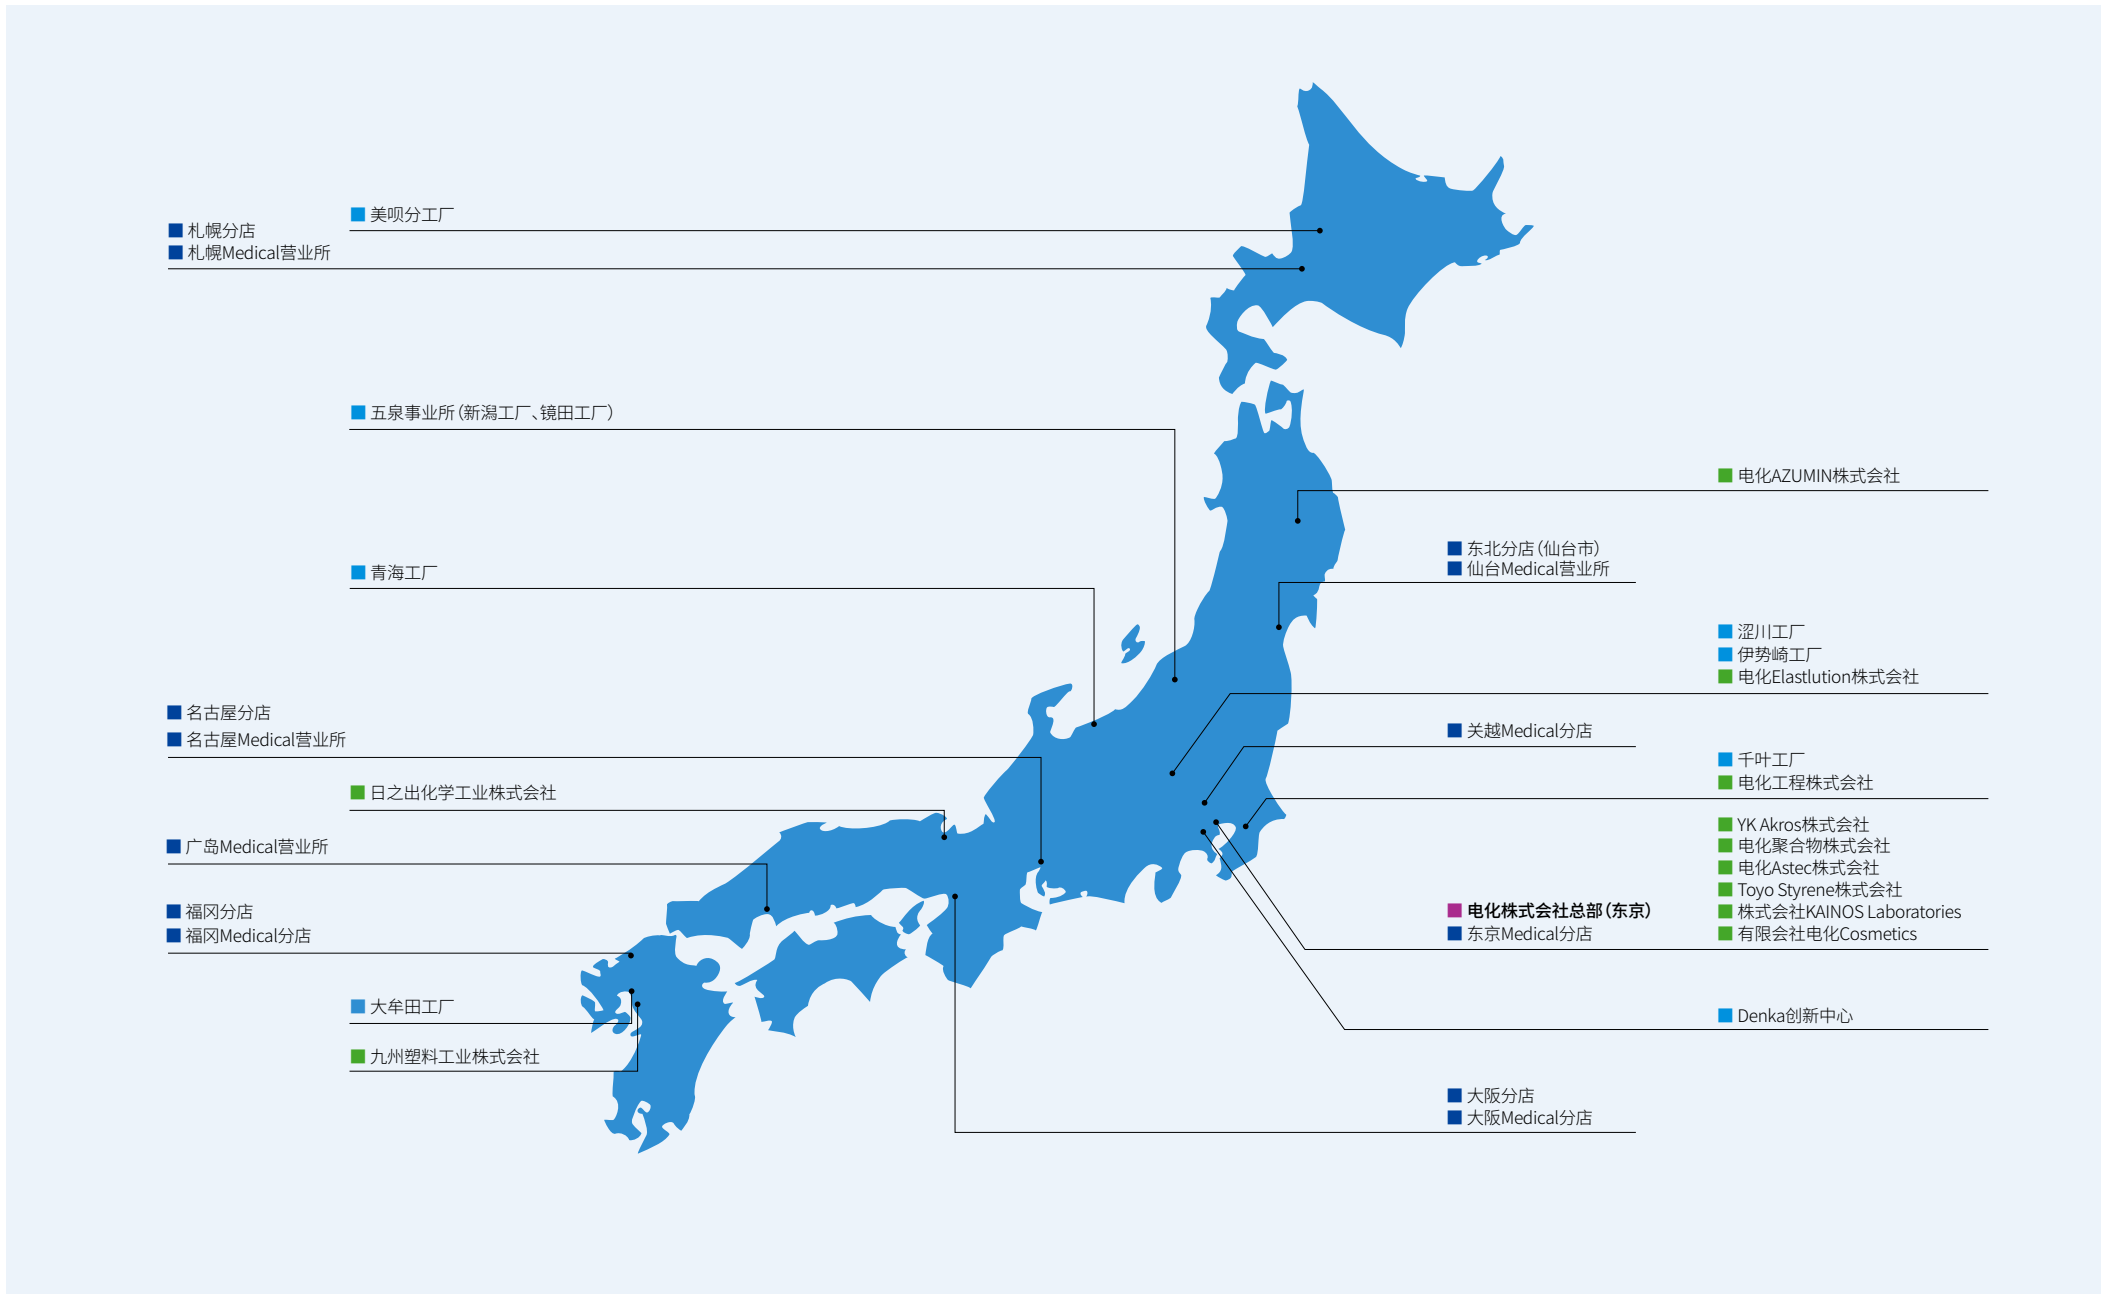 美呗分工厂
札幌分店
札幌Medical营业所
五泉事业所（新潟工厂、镜田工厂）
青海工厂
名古屋分店
名古屋Medical营业所
日之出化学工业株式会社
广岛Medical营业所
福冈分店
福冈Medical分店
大牟田工厂
九州塑料工业株式会社
电化AZUMIN株式会社
东北分店（仙台市）
仙台Medical营业所
涩川工厂
伊势崎工厂
电化Elastlution株式会社
关越Medical分店
千叶工厂
电化工程株式会社
YK Akros株式会社
电化聚合物株式会社
电化Astec株式会社
Toyo Styrene株式会社
株式会社KAINOS Laboratories
有限会社电化Cosmetics
电化株式会社总部（东京）
东京Medical分店
Denka创新中心
大阪分店
大阪Medical分店